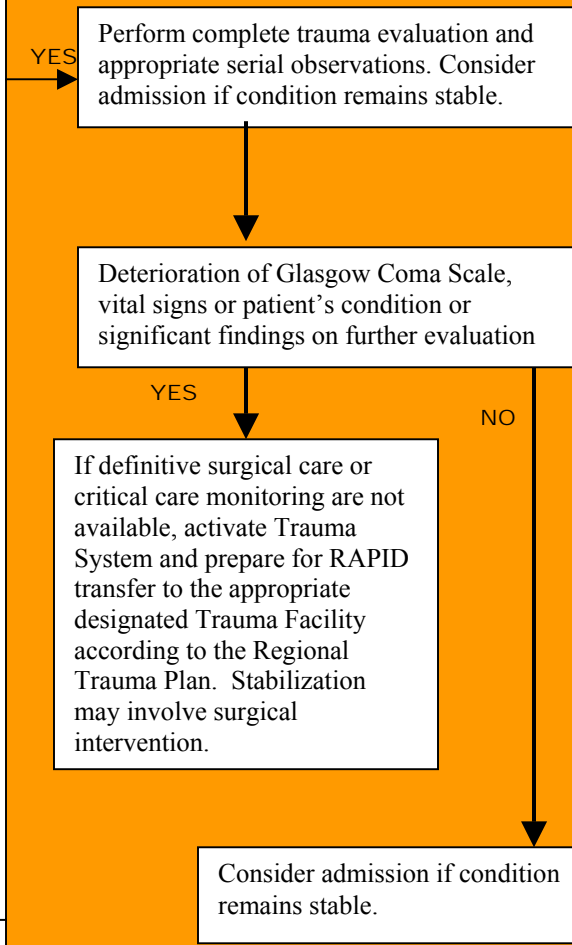 YES
Perform complete trauma evaluation and
appropriate serial observations. Consider
admission if condition remains stable.
Deterioration of Glasgow Coma Scale,
vital signs or patient’s condition or
significant findings on further evaluation
YES
NO
If definitive surgical care or
critical care monitoring are not
available, activate Trauma
System and prepare for RAPID
transfer to the appropriate
designated Trauma Facility
according to the Regional
Trauma Plan.  Stabilization
may involve surgical
intervention.
Consider admission if condition
remains stable.